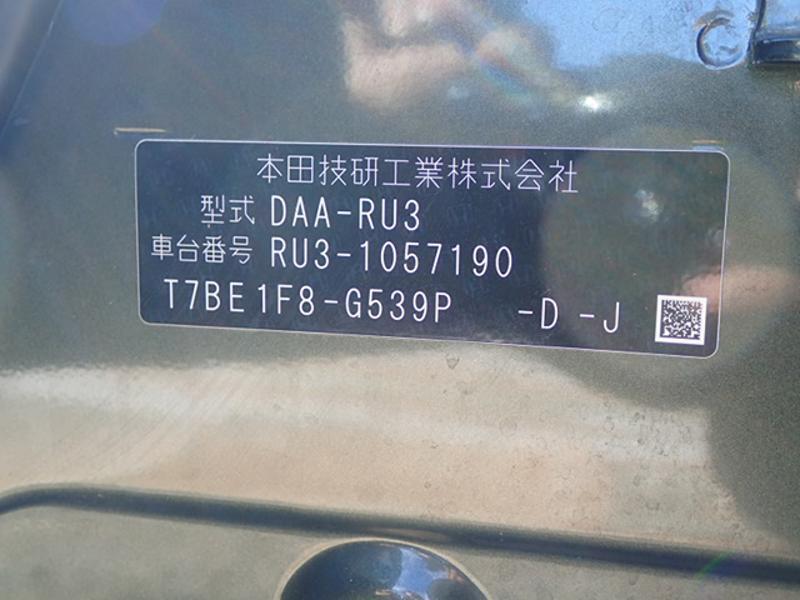 本田技研工業株式会社
型式 DAA-RU3
車台番号 RU3-1057190
T7BE1F8-G539P -D -J